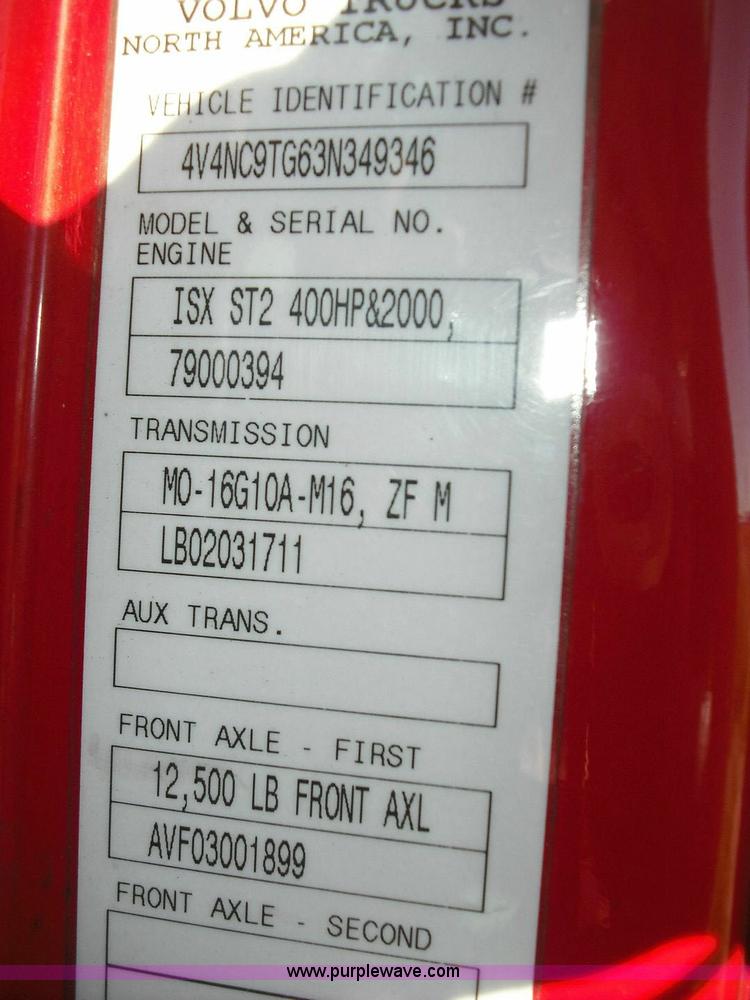 VOLVO TRUCKS
NORTH AMERICA, INC.
VEHICLE IDENTIFICATION #
4V4NC9TG63N349346
MODEL & SERIAL NO.
ENGINE
ISX ST2 400HP&2000,
79000394
TRANSMISSION
MO-16G10A-M16, ZF M
LB02031711
AUX TRANS.
FRONT AXLE - FIRST
12,500 LB FRONT AXL
AVF03001899
FRONT AXLE - SECOND
www.purplewave.com